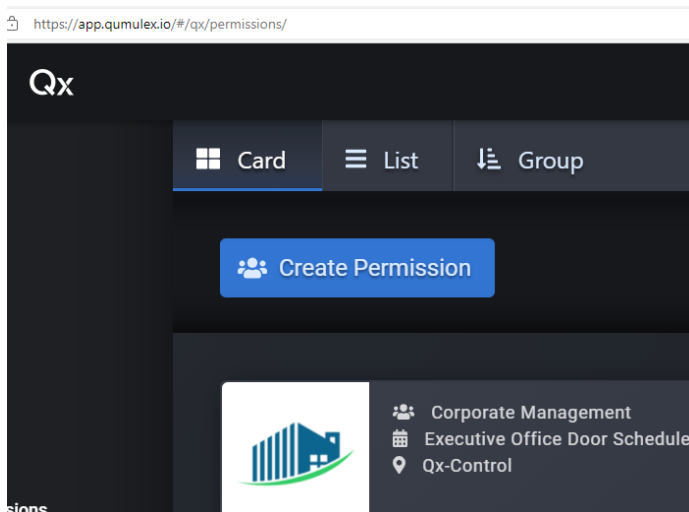 https://app.qumulex.io/#/qx/permissions/
Qx
Card List Group
Create Permission
Corporate Management
Executive Office Door Schedule
Qx-Control
sions